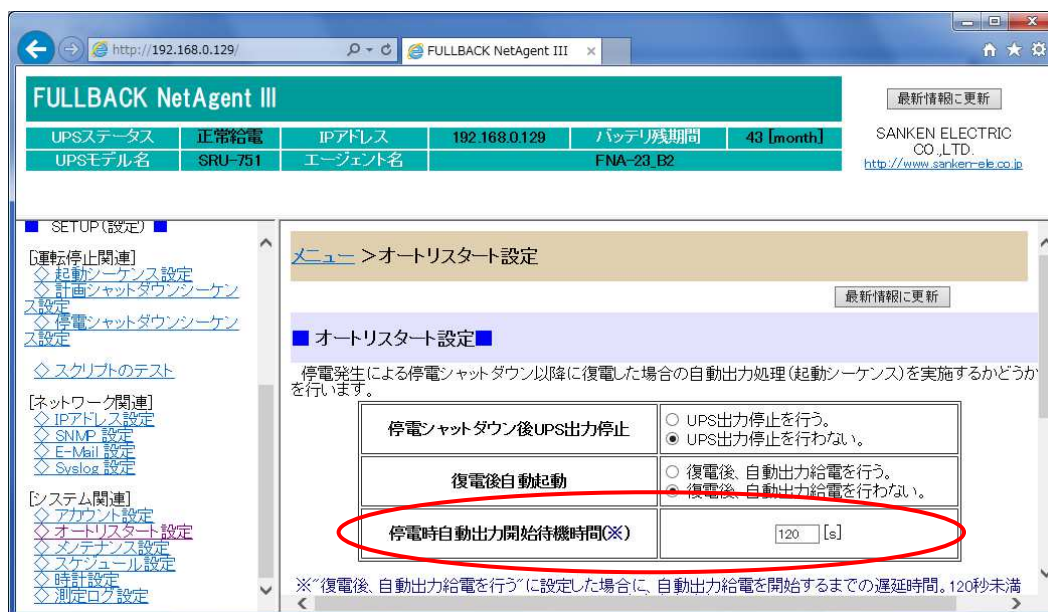 http://192.168.0.129/
FULLBACK NetAgent III
FULLBACK NetAgent III
最新情報に更新
UPSステータス 正常給電 IPアドレス 192.168.0.129 バッテリ残期間 43 [month]
UPSモデル名 SRU-751 エージェント名 FNA-23_B2
SANKEN ELECTRIC
CO.,LTD.
http://www.sanken-ele.co.jp
■ SETUP(設定) ■
[運転停止関連]
◇ 起動シーケンス設定
◇ 計画シャットダウンシーケン
ス設定
◇ 停電シャットダウンシーケン
ス設定
◇ スクリプトのテスト
[ネットワーク関連]
◇ IPアドレス設定
◇ SNMP 設定
◇ E-Mail 設定
◇ Syslog 設定
[システム関連]
◇ アカウント設定
◇ オートリスタート設定
◇ メンテナンス設定
◇ スケジュール設定
◇ 時計設定
◇ 測定ログ設定
メニュー >オートリスタート設定
最新情報に更新
■ オートリスタート設定■
停電発生による停電シャットダウン以降に復電した場合の自動出力処理(起動シーケンス)を実施するかどうか
を行います。
停電シャットダウン後UPS出力停止
UPS出力停止を行う。
UPS出力停止を行わない。
復電後自動起動
復電後、自動出力給電を行う。
復電後、自動出力給電を行わない。
停電時自動出力開始待機時間(※) 120 [s]
※"復電後、自動出力給電を行う"に設定した場合に、自動出力給電を開始するまでの遅延時間。120秒未満